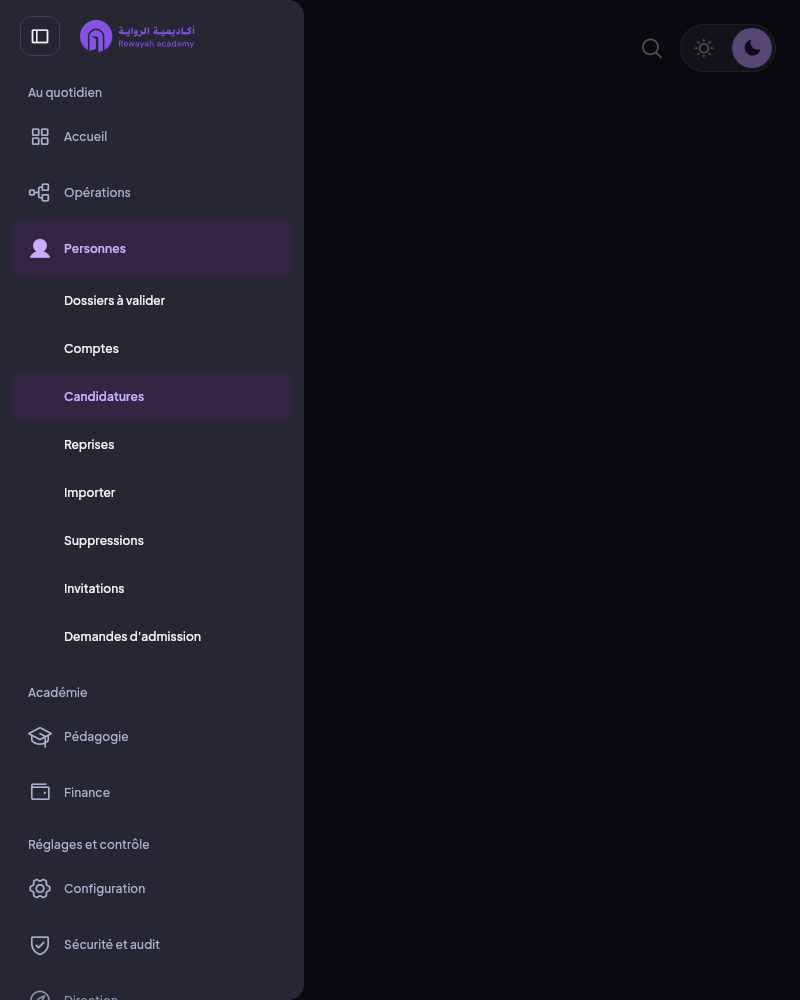 أكاديمية الرواية
Rewayah academy
Au quotidien
Accueil
Opérations
Personnes
Dossiers à valider
Comptes
Candidatures
Reprises
Importer
Suppressions
Invitations
Demandes d'admission
Académie
Pédagogie
Finance
Réglages et contrôle
Configuration
Sécurité et audit
Direction